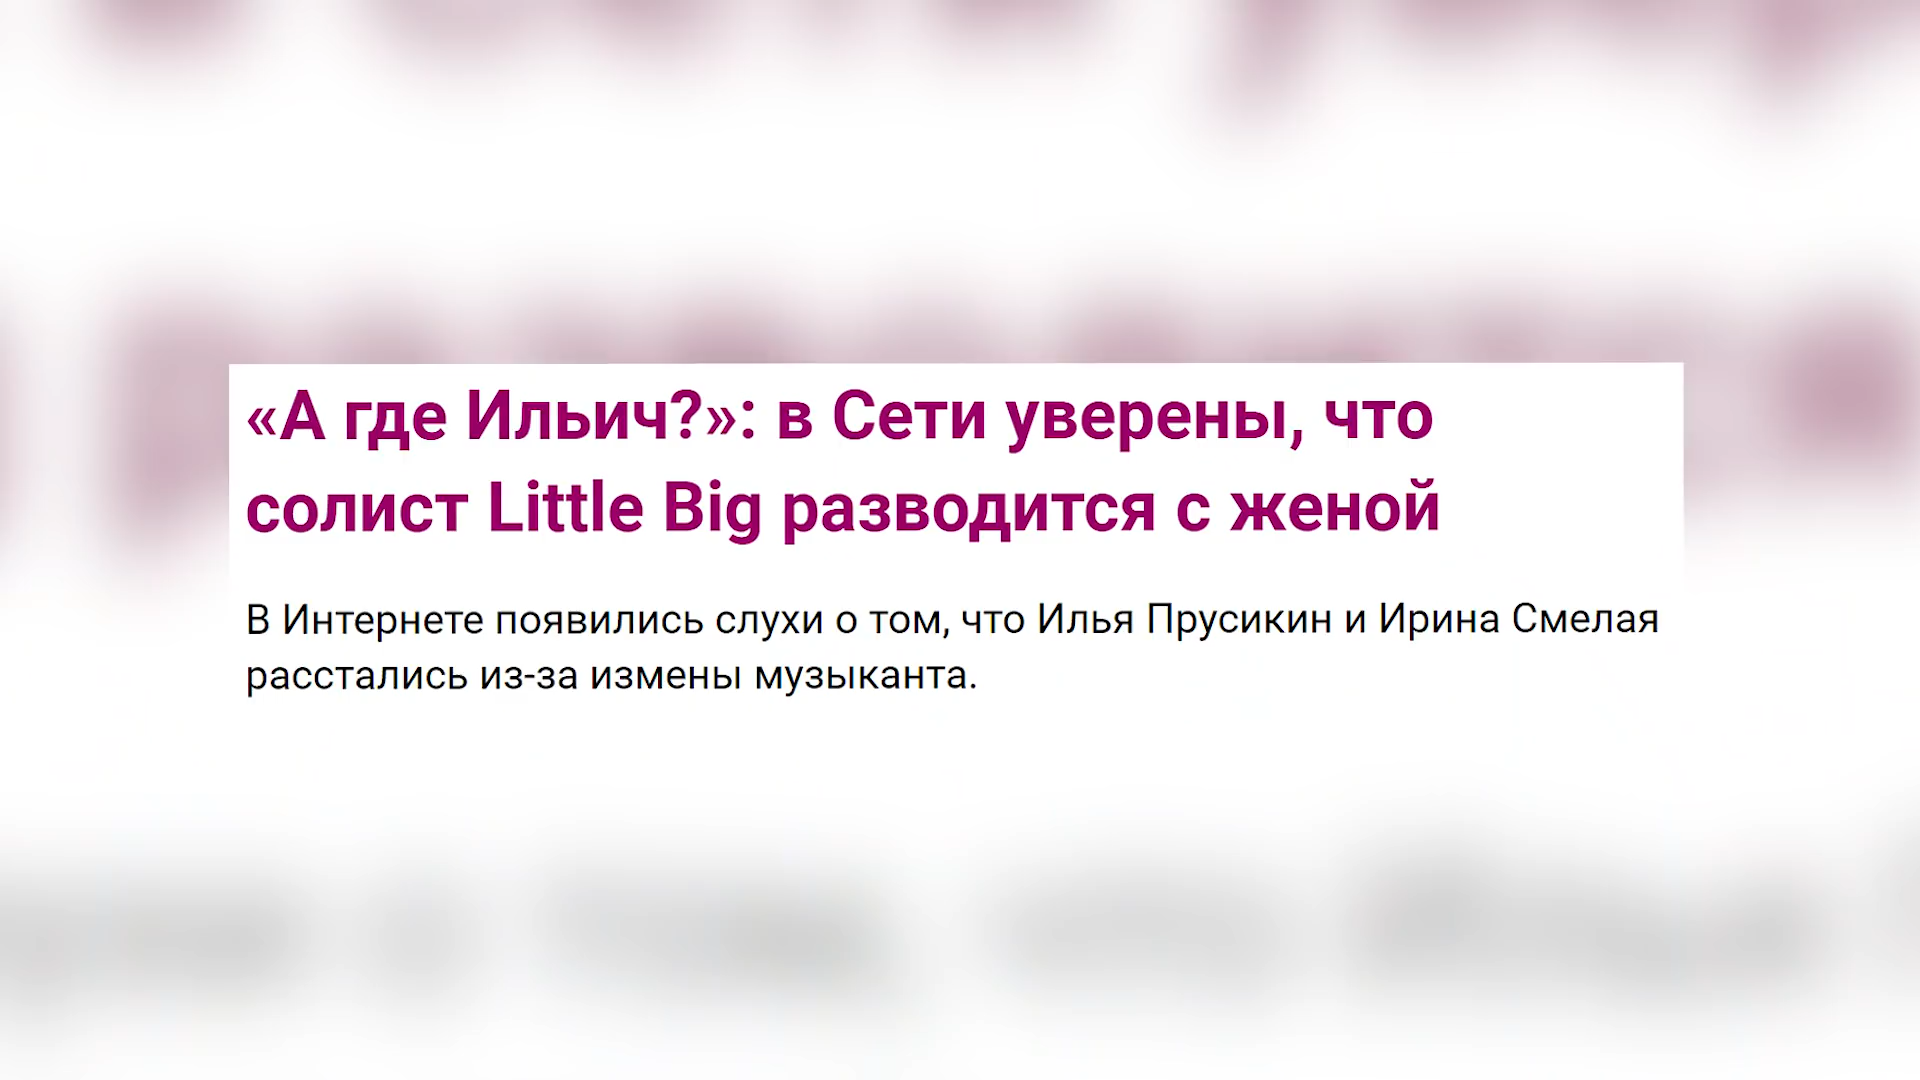 «А где Ильич?»: в Сети уверены, что
солист Little Big разводится с женой
В Интернете появились слухи о том, что Илья Прусикин и Ирина Смелая
расстались из-за измены музыканта.